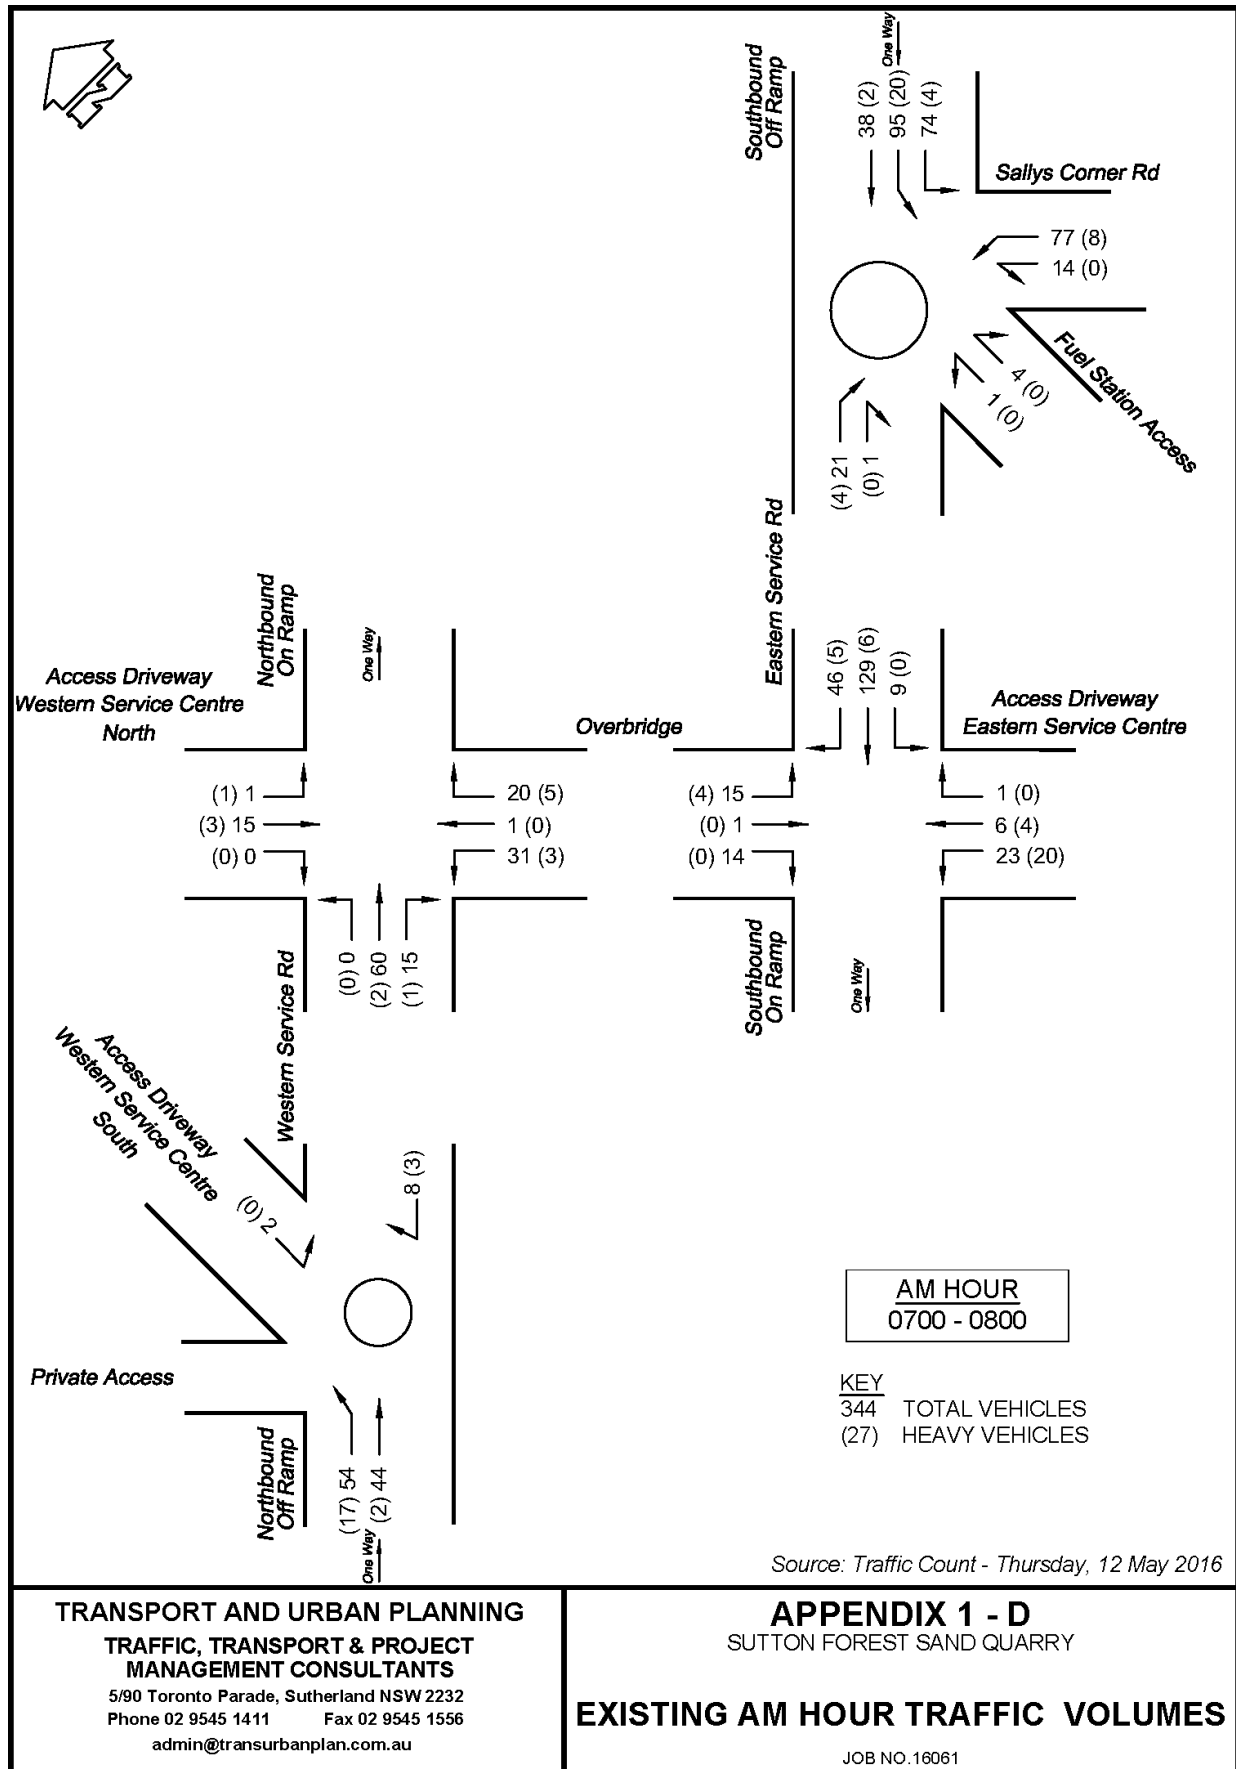 One Way
Southbound
Off Ramp
38 (2)
95 (20)
74 (4)
Sallys Corner Rd
77 (8)
14 (0)
Fuel Station Access
4 (0)
1 (0)
(4) 21
(0) 1
Eastern Service Rd
Northbound
On Ramp
One Way
Access Driveway
Western Service Centre
North
Overbridge
46 (5)
129 (6)
9 (0)
Access Driveway
Eastern Service Centre
(1) 1
(3) 15
(0) 0
20 (5)
1 (0)
31 (3)
(4) 15
(0) 1
(0) 14
1 (0)
6 (4)
23 (20)
(0) 0
(2) 60
(1) 15
Western Service Rd
Southbound
On Ramp
One Way
Access Driveway
Western Service Centre
South
(0) 2
8 (3)
Private Access
Northbound
Off Ramp
(17) 54
(2) 44
One Way
AM HOUR
0700 - 0800
KEY
344 TOTAL VEHICLES
(27) HEAVY VEHICLES
Source: Traffic Count - Thursday, 12 May 2016
TRANSPORT AND URBAN PLANNING
TRAFFIC, TRANSPORT & PROJECT
MANAGEMENT CONSULTANTS
5/90 Toronto Parade, Sutherland NSW 2232
Phone 02 9545 1411 Fax 02 9545 1556
admin@transurbanplan.com.au
APPENDIX 1 - D
SUTTON FOREST SAND QUARRY
EXISTING AM HOUR TRAFFIC VOLUMES
JOB NO.16061